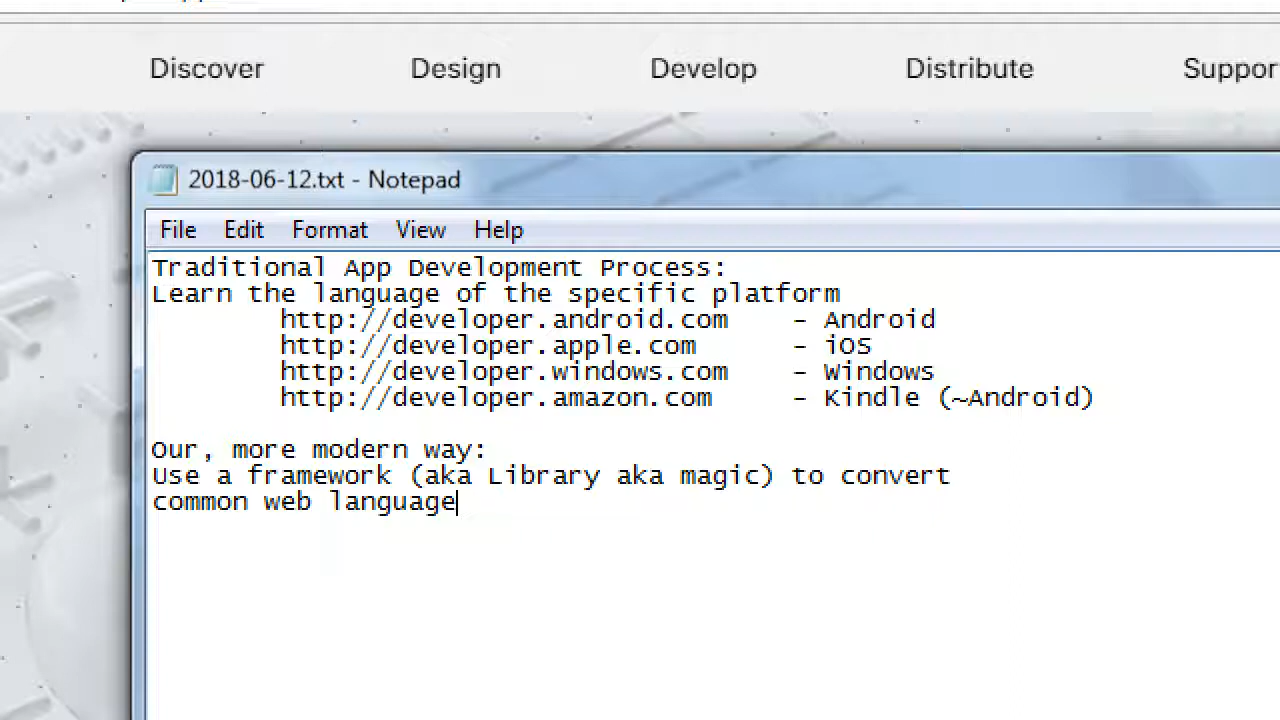 Discover Design Develop Distribute
2018-06-12.txt - Notepad
File Edit Format View Help
Traditional App Development Process:
Learn the language of the specific platform
http://developer.android.com - Android
http://developer.apple.com - iOS
http://developer.windows.com - Windows
http://developer.amazon.com - Kindle (~Android)
Our, more modern way:
Use a framework (aka Library aka magic) to convert
common web language